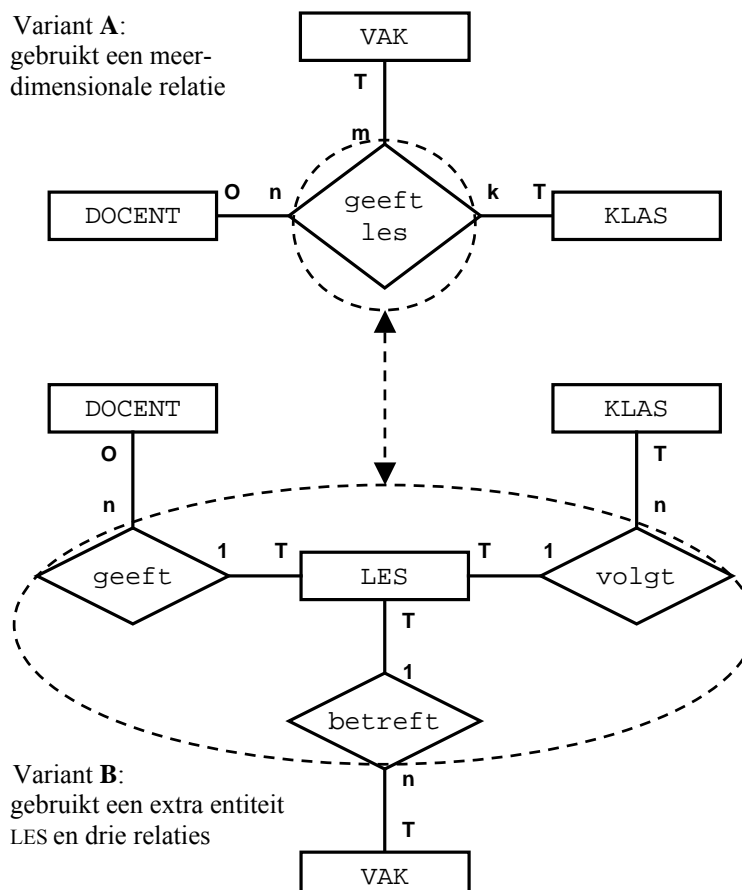 Variant A:
gebruikt een meer-
dimensionale relatie
VAK
T
m
DOCENT
O n
geeft
les
k T
KLAS
DOCENT
O
n
KLAS
T
n
geeft
1 T
LES
T 1
volgt
T
1
betreft
n
T
VAK
Variant B:
gebruikt een extra entiteit
LES en drie relaties